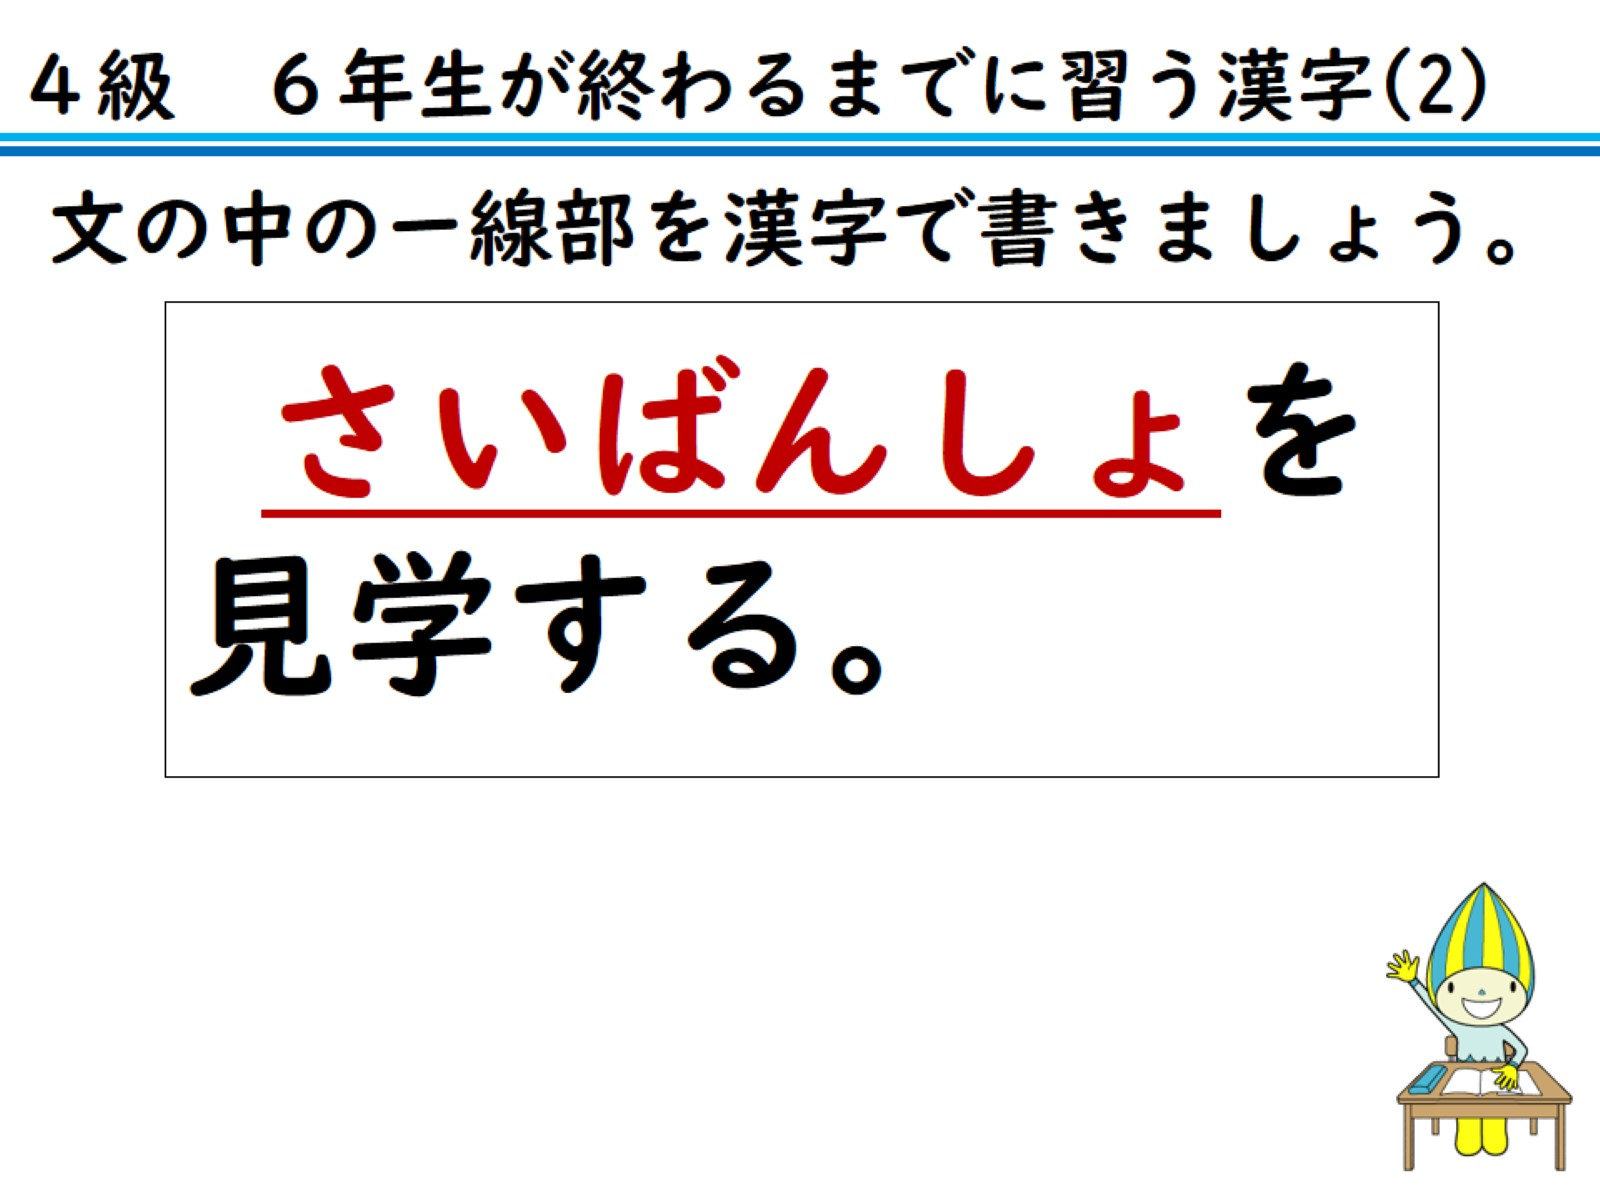 ４級　６年生が終わるまでに習う漢字(2)
文の中の一線部を漢字で書きましょう。
さいばんしょを
見学する。